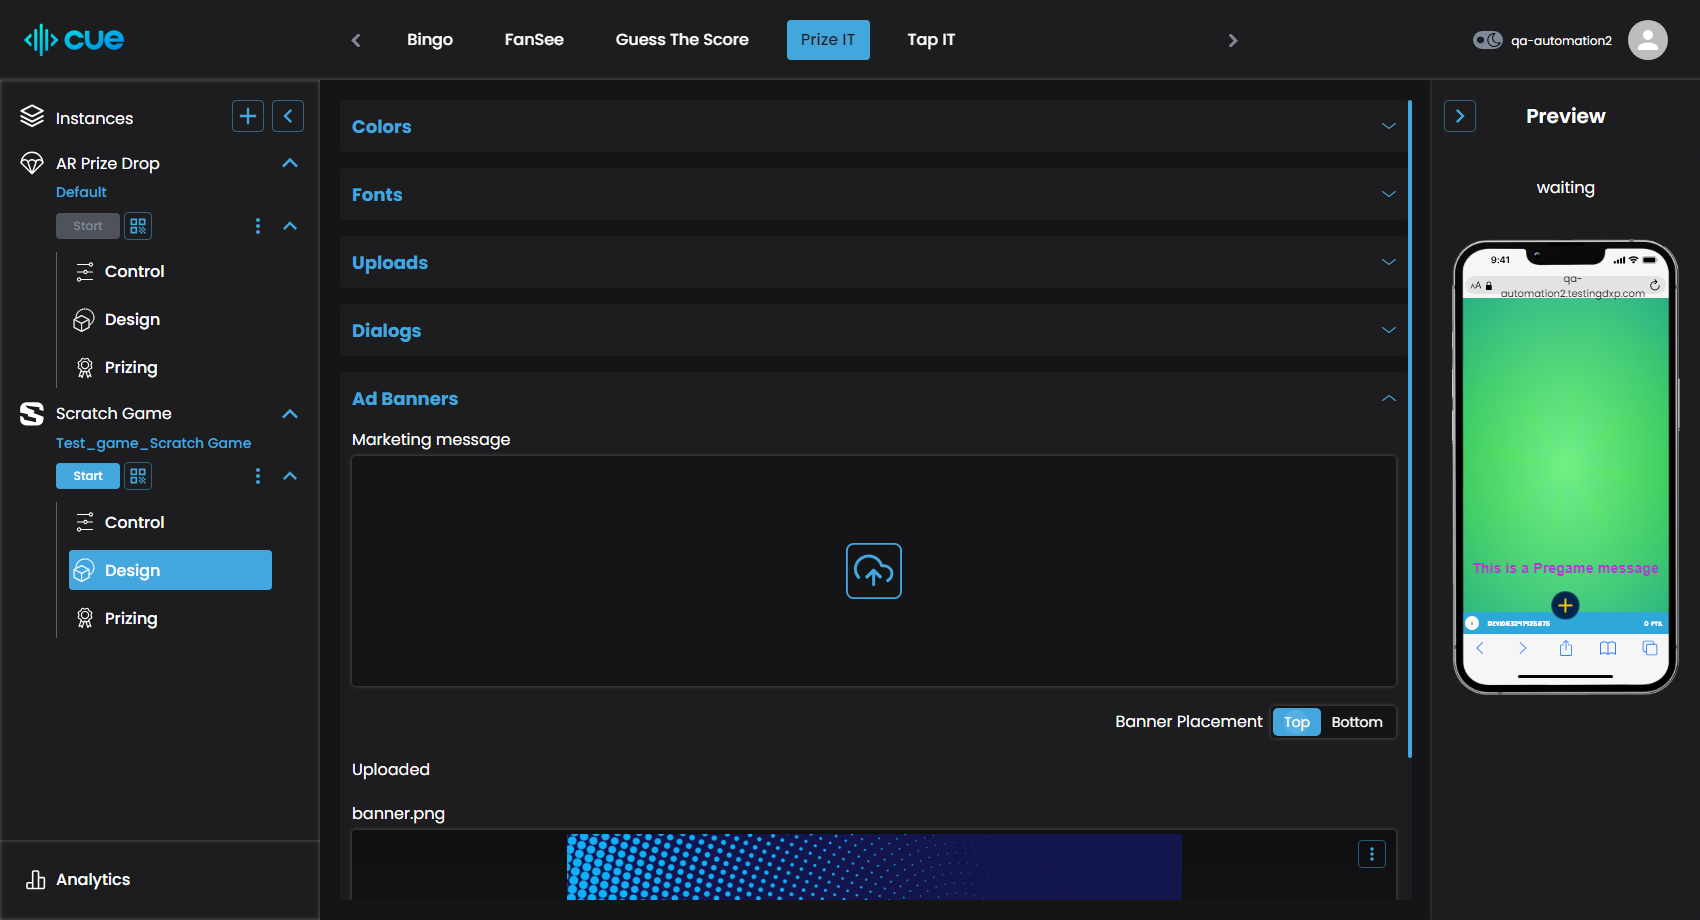 cue
Bingo
FanSee
Guess The Score
Prize IT
Tap IT
qa-automation2
Instances
AR Prize Drop
Default
Start
Control
Design
Prizing
Scratch Game
Test_game_Scratch Game
Start
Control
Design
Prizing
Analytics
Colors
Fonts
Uploads
Dialogs
Ad Banners
Marketing message
Banner Placement
Top
Bottom
Uploaded
banner.png
Preview
waiting
9:41
AA
qa-
automation2.testingdxp.com
This is a Pregame message
0 PTS.